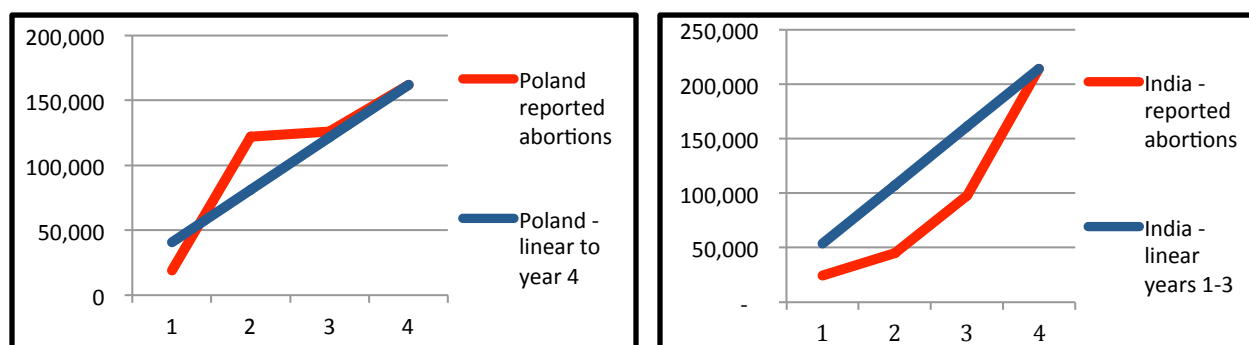 200,000
150,000
100,000
50,000
0
1 2 3 4
Poland
reported
abortions
Poland -
linear to
year 4
250,000
200,000
150,000
100,000
50,000
-
1 2 3 4
India -
reported
abortions
India -
linear
years 1-3